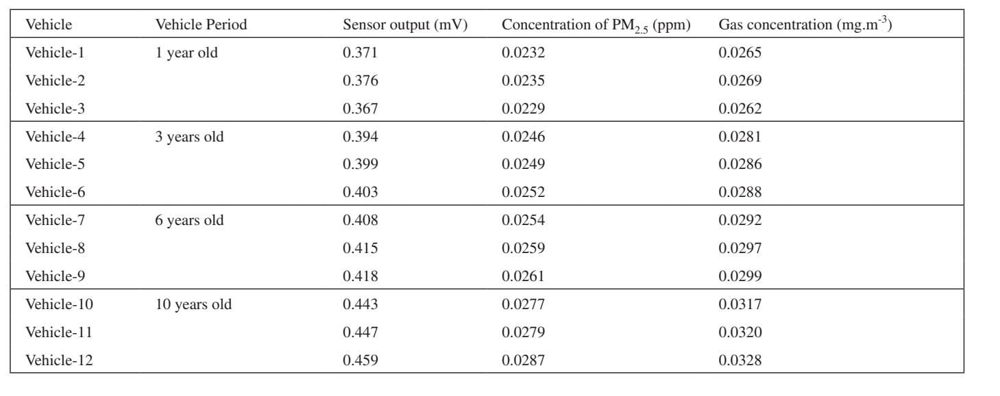 Vehicle Vehicle Period Sensor output (mV) Concentration of PM2.5 (ppm) Gas concentration (mg.m-3)
Vehicle-1 1 year old 0.371 0.0232 0.0265
Vehicle-2 0.376 0.0235 0.0269
Vehicle-3 0.367 0.0229 0.0262
Vehicle-4 3 years old 0.394 0.0246 0.0281
Vehicle-5 0.399 0.0249 0.0286
Vehicle-6 0.403 0.0252 0.0288
Vehicle-7 6 years old 0.408 0.0254 0.0292
Vehicle-8 0.415 0.0259 0.0297
Vehicle-9 0.418 0.0261 0.0299
Vehicle-10 10 years old 0.443 0.0277 0.0317
Vehicle-11 0.447 0.0279 0.0320
Vehicle-12 0.459 0.0287 0.0328